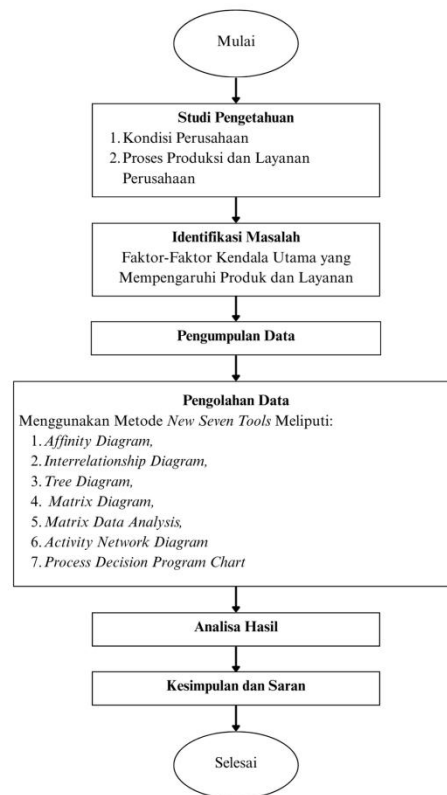 Mulai
Studi Pengetahuan
1. Kondisi Perusahaan
2. Proses Produksi dan Layanan
Perusahaan
Identifikasi Masalah
Faktor-Faktor Kendala Utama yang
Mempengaruhi Produk dan Layanan
Pengumpulan Data
Pengolahan Data
Menggunakan Metode New Seven Tools Meliputi:
1. Affinity Diagram,
2. Interrelationship Diagram,
3. Tree Diagram,
4. Matrix Diagram,
5. Matrix Data Analysis,
6. Activity Network Diagram
7. Process Decision Program Chart
Analisa Hasil
Kesimpulan dan Saran
Selesai